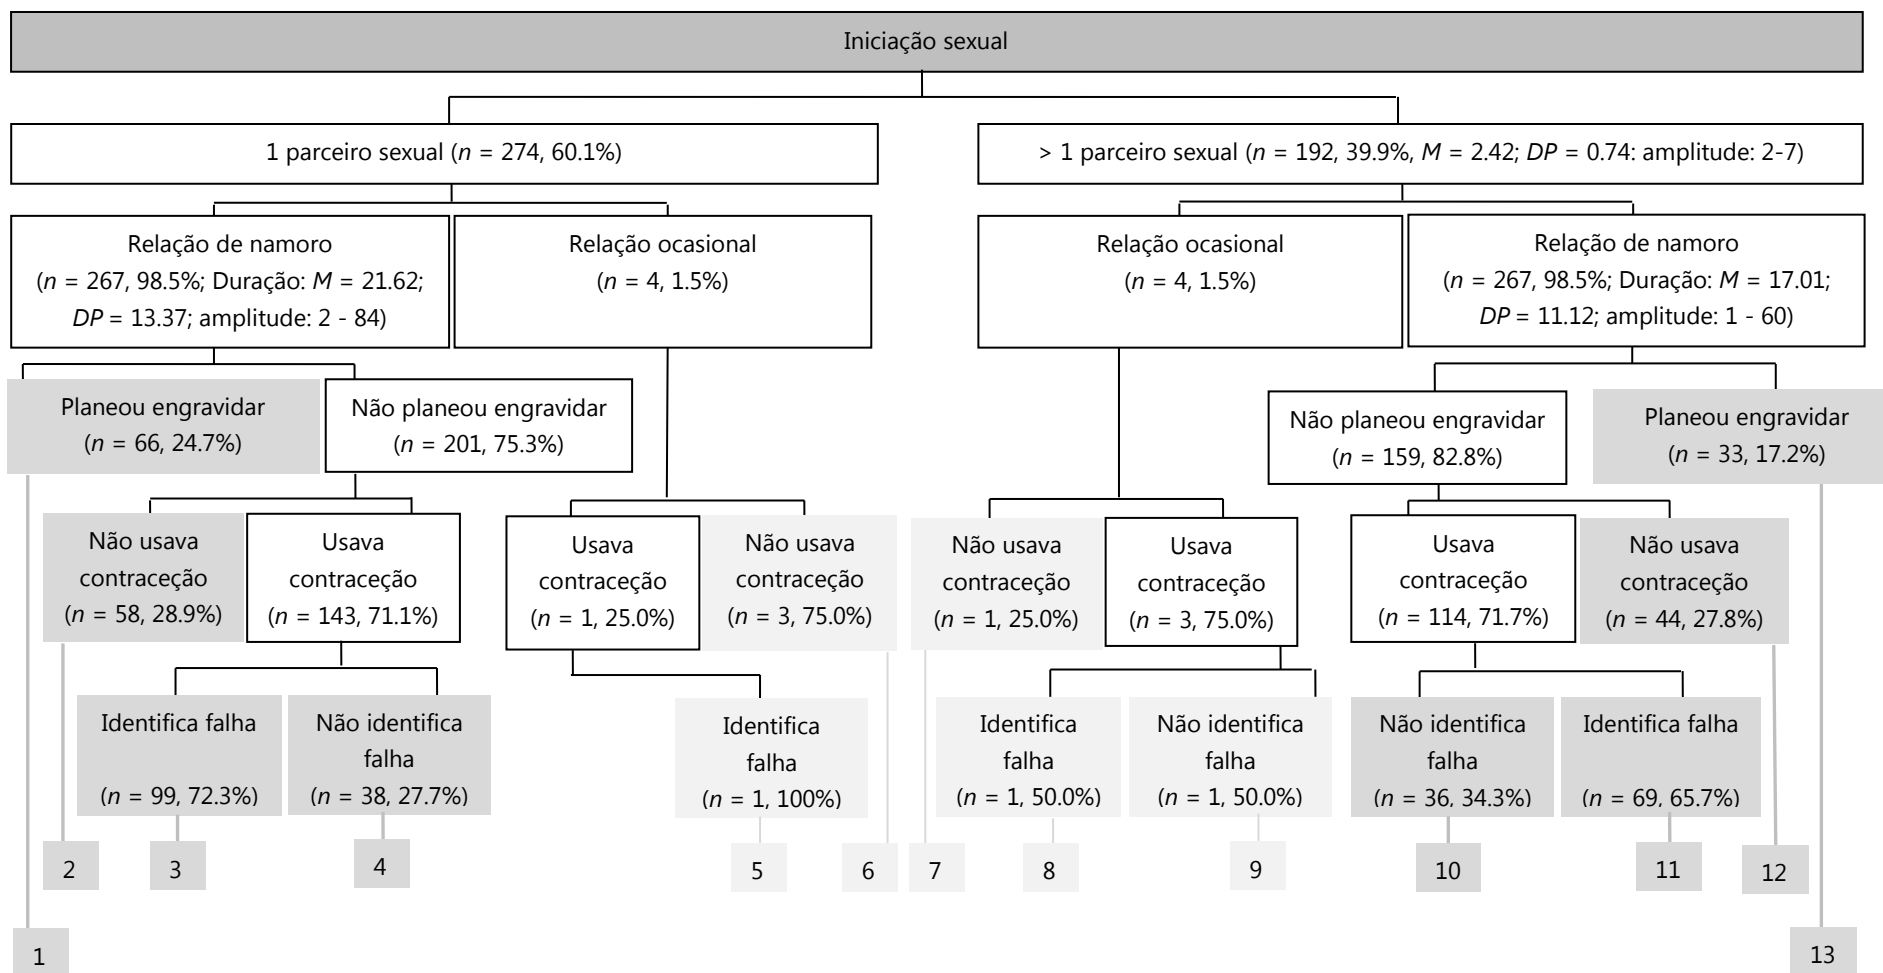 Iniciação sexual
1 parceiro sexual (n = 274, 60.1%)
> 1 parceiro sexual (n = 192, 39.9%, M = 2.42; DP = 0.74: amplitude: 2-7)
Relação de namoro
(n = 267, 98.5%; Duração: M = 21.62;
DP = 13.37; amplitude: 2 - 84)
Relação ocasional
(n = 4, 1.5%)
Relação ocasional
(n = 4, 1.5%)
Relação de namoro
(n = 267, 98.5%; Duração: M = 17.01;
DP = 11.12; amplitude: 1 - 60)
Planeou engravidar
(n = 66, 24.7%)
Não planeou engravidar
(n = 201, 75.3%)
Não planeou engravidar
(n = 159, 82.8%)
Planeou engravidar
(n = 33, 17.2%)
Não usava
contraceção
(n = 58, 28.9%)
Usava
contraceção
(n = 143, 71.1%)
Usava
contraceção
(n = 1, 25.0%)
Não usava
contraceção
(n = 3, 75.0%)
Não usava
contraceção
(n = 1, 25.0%)
Usava
contraceção
(n = 3, 75.0%)
Usava
contraceção
(n = 114, 71.7%)
Não usava
contraceção
(n = 44, 27.8%)
Identifica falha
(n = 99, 72.3%)
Não identifica
falha
(n = 38, 27.7%)
Identifica
falha
(n = 1, 100%)
Identifica
falha
(n = 1, 50.0%)
Não identifica
falha
(n = 1, 50.0%)
Não identifica
falha
(n = 36, 34.3%)
Identifica falha
(n = 69, 65.7%)
2
3
4
5
6
7
8
9
10
11
12
1
13